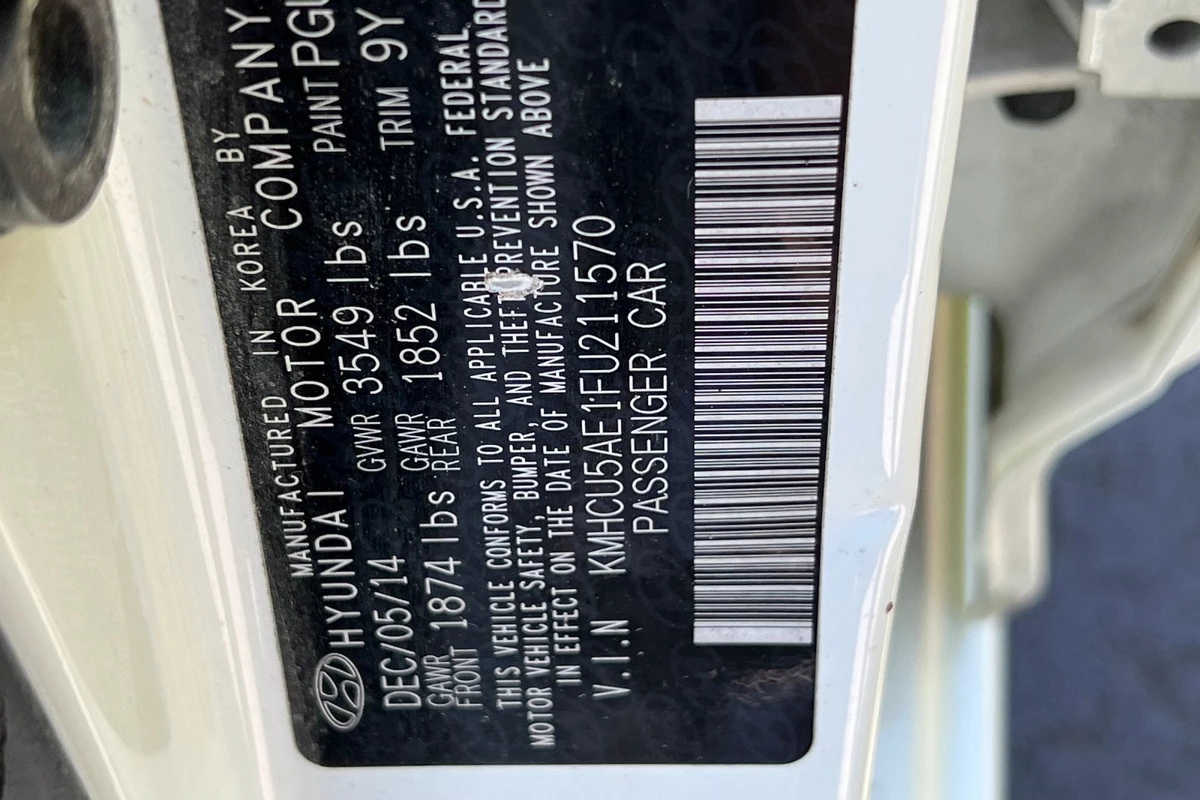 MANUFACTURED IN KOREA BY
HYUNDAI MOTOR COMPANY
DEC/05/14 GVWR 3549 lbs PAINT PGU
GAWR FRONT 1874 lbs GAWR REAR 1852 lbs TRIM 9Y
THIS VEHICLE CONFORMS TO ALL APPLICABLE U.S.A. FEDERAL
MOTOR VEHICLE SAFETY, BUMPER, AND THEFT PREVENTION STANDARD
IN EFFECT ON THE DATE OF MANUFACTURE SHOWN ABOVE
V.I.N KMHCU5AE1FU211570
PASSENGER CAR